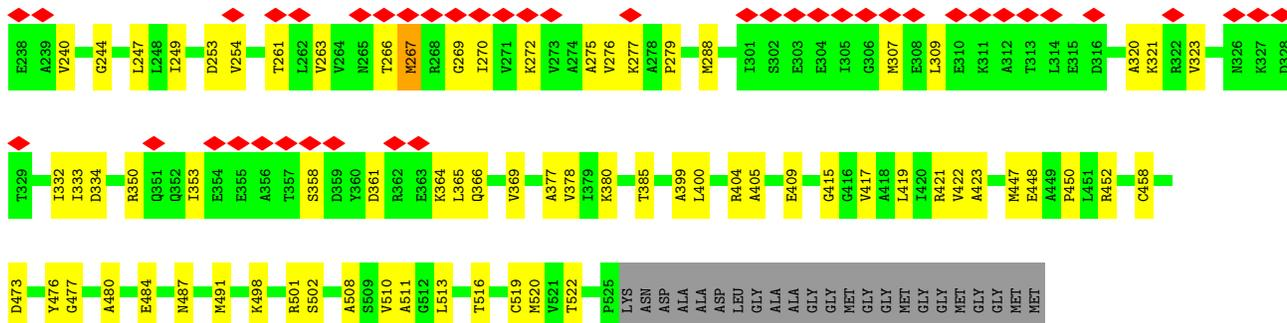 E238 A239 V240 G244 L247 L248 I249 D253 V254 T261 L262 V263 V264 N265 T266 M267 R268 G269 I270 V271 K272 V273 A274 A275 V276 K277 A278 P279 M288 I301 S302 E303 E304 I305 G306 M307 E308 L309 E310 K311 A312 T313 L314 E315 D316 A320 K321 R322 V323 N326 K327 D328
T329 I332 I333 D334 R350 Q351 Q352 I353 E354 E355 A356 T357 S358 D359 Y360 D361 R362 E363 K364 L365 Q366 V369 A377 V378 I379 K380 T385 A399 L400 R404 A405 E409 G415 G416 V417 A418 L419 I420 R421 V422 A423 M447 E448 A449 P450 L451 R452 C458
D473 Y476 G477 A480 E484 N487 M491 K498 R501 S502 A508 S509 V510 A511 G512 L513 T516 C519 M520 V521 T522 P525 LYS ASN ASP ALA ALA ASP LEU GLY ALA ALA GLY GLY MET GLY GLY MET GLY GLY MET MET